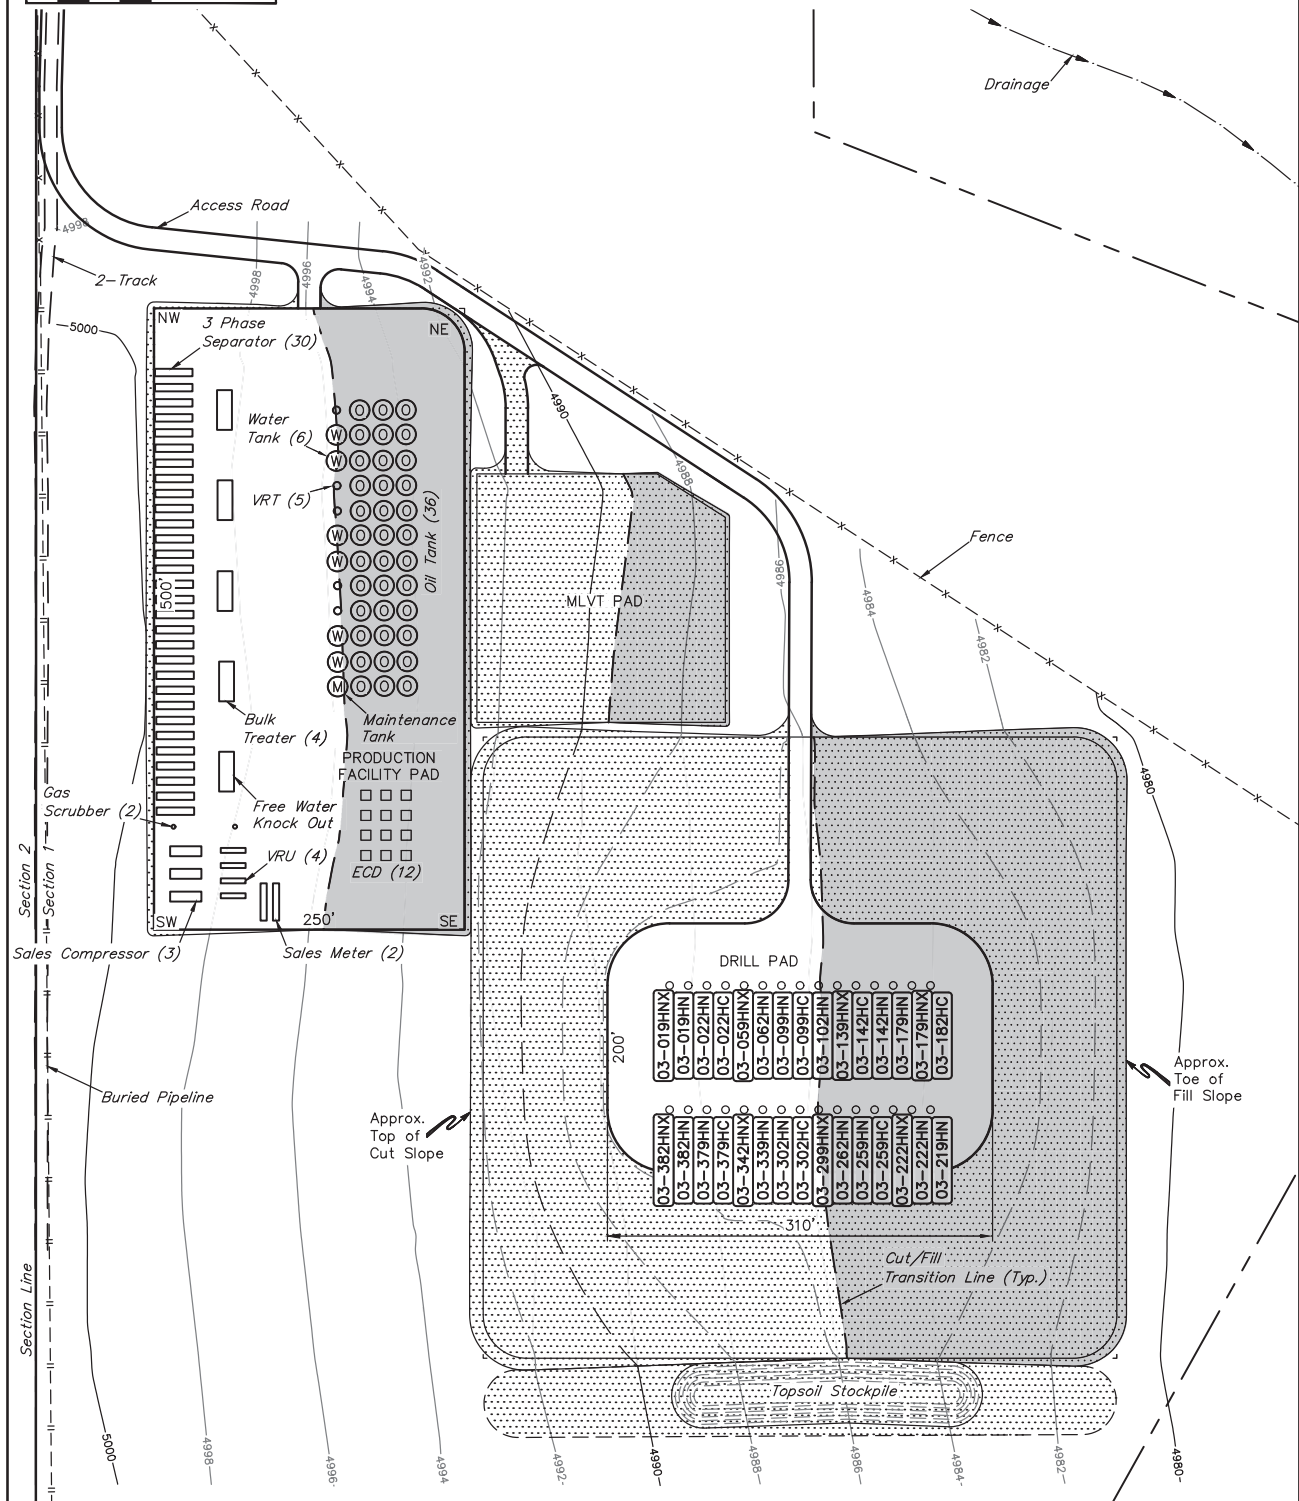 Drainage
Access Road
4998
2-Track
4998
4996
4994
4992
5000
NW
3 Phase
Separator (30)
NE
4990
Water
Tank (6)
4988
VRT (5)
Oil Tank (36)
W
W
W
W
W
W
M
O O O
O O O
O O O
O O O
O O O
O O O
O O O
O O O
O O O
O O O
O O O
O O O
Fence
4986
4984
4982
500'
MLVT PAD
Bulk
Treater (4)
Maintenance
Tank
PRODUCTION
FACILITY PAD
4980
Gas
Scrubber (2)
Free Water
Knock Out
VRU (4)
ECD (12)
Section 2
Section 1
SW
250'
SE
Sales Compressor (3)
Sales Meter (2)
DRILL PAD
03-019HNX
03-019HN
03-022HN
03-022HC
03-059HNX
03-062HN
03-099HN
03-099HC
03-102HN
03-139HNX
03-142HC
03-142HN
03-179HN
03-179HNX
03-182HC
200'
Buried Pipeline
Approx.
Top of
Cut Slope
Approx.
Toe of
Fill Slope
03-382HNX
03-382HN
03-379HN
03-379HC
03-342HNX
03-339HN
03-302HN
03-302HC
03-299HNX
03-262HN
03-259HN
03-259HC
03-222HNX
03-222HN
03-219HN
310'
Cut/Fill
Transition Line (Typ.)
Section Line
Topsoil Stockpile
5000
4998
4996
4994
4992
4990
4988
4986
4984
4982
4980